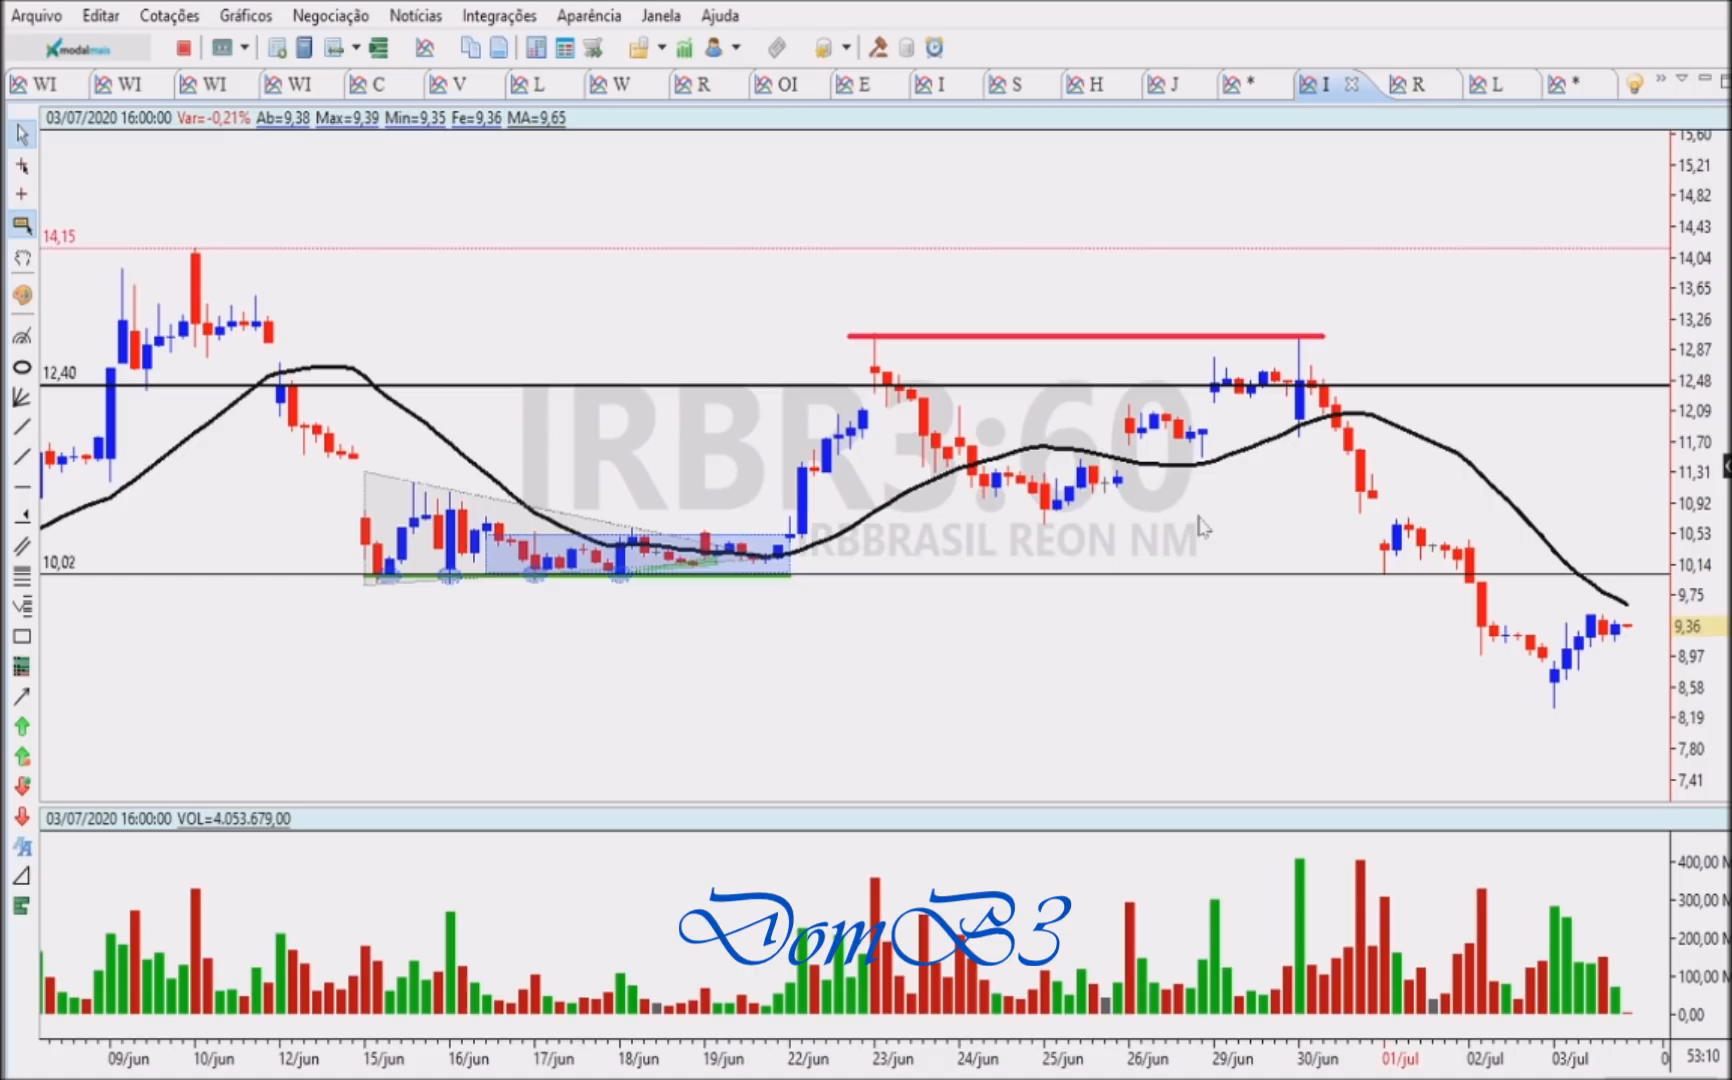 Arquivo Editar Cotações Gráficos Negociação Notícias Integrações Aparência Janela Ajuda
modalmais
WI WI WI WI C V L W R OI E I S H J * I R L *
03/07/2020 16:00:00 Var=-0,21% Ab=9,38 Max=9,39 Min=9,35 Fe=9,36 MA=9,65
15,60
15,21
14,82
14,43
14,15
14,04
13,65
13,26
12,87
12,40
12,48
12,09
11,70
11,31
10,92
10,53
10,02
10,14
9,75
9,36
8,97
8,58
8,19
7,80
7,41
IRBR3:60
IRBBRASIL REON NM
03/07/2020 16:00:00 VOL=4.053.679,00
400,00 M
300,00 M
200,00 M
100,00 M
0,00
DomB3
09/jun 10/jun 12/jun 15/jun 16/jun 17/jun 18/jun 19/jun 22/jun 23/jun 24/jun 25/jun 26/jun 29/jun 30/jun 01/jul 02/jul 03/jul 0 53:10